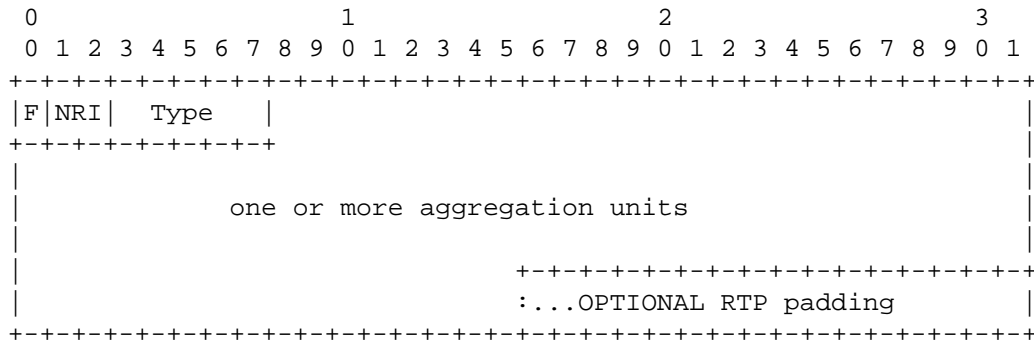 0                   1                   2                   3
 0 1 2 3 4 5 6 7 8 9 0 1 2 3 4 5 6 7 8 9 0 1 2 3 4 5 6 7 8 9 0 1
+-+-+-+-+-+-+-+-+-+-+-+-+-+-+-+-+-+-+-+-+-+-+-+-+-+-+-+-+-+-+-+-+
|F|NRI|  Type   |                                               |
+-+-+-+-+-+-+-+-+                                               |
|                                                               |
|             one or more aggregation units                     |
|                                                               |
|                               +-+-+-+-+-+-+-+-+-+-+-+-+-+-+-+-+
|                               :...OPTIONAL RTP padding        |
+-+-+-+-+-+-+-+-+-+-+-+-+-+-+-+-+-+-+-+-+-+-+-+-+-+-+-+-+-+-+-+-+